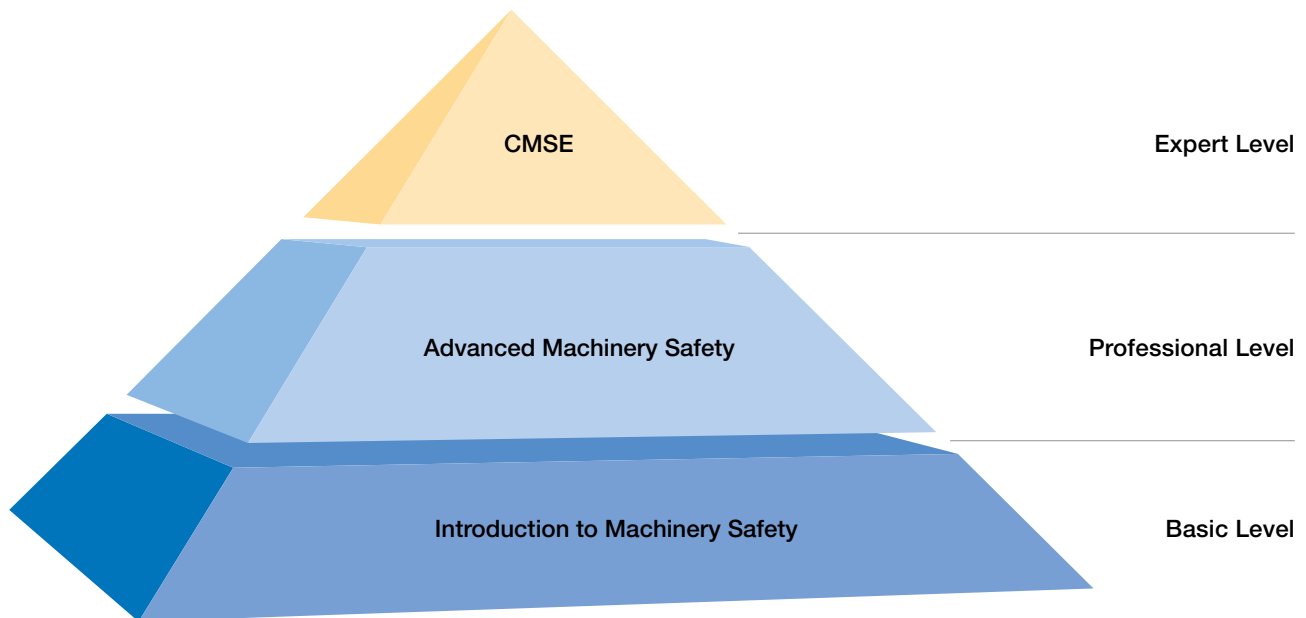 CMSE
Expert Level
Advanced Machinery Safety
Professional Level
Introduction to Machinery Safety
Basic Level